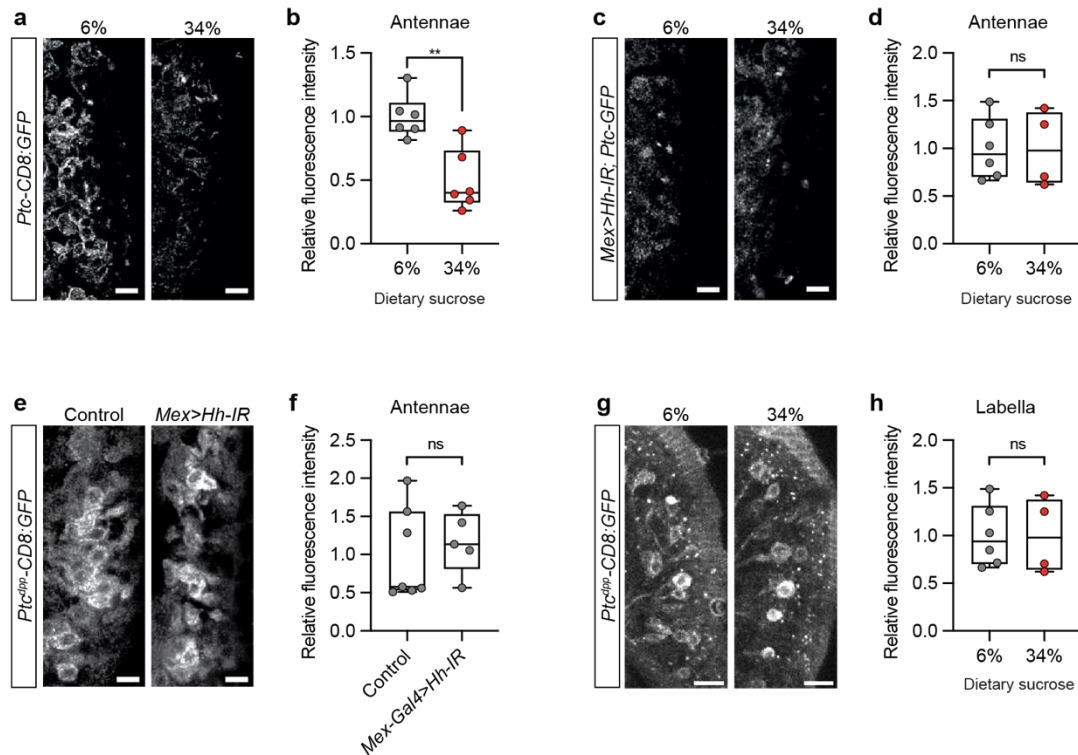 a
6% 34%
Ptc-CD8:GFP
b
Antennae
**
Relative fluorescence intensity
1.5
1.0
0.5
0.0
6% 34%
Dietary sucrose
c
6% 34%
Mex>Hh-IR; Ptc-GFP
d
Antennae
ns
Relative fluorescence intensity
2.0
1.5
1.0
0.5
0.0
6% 34%
Dietary sucrose
e
Control Mex>Hh-IR
Ptcdpp-CD8:GFP
f
Antennae
ns
Relative fluorescence intensity
2.5
2.0
1.5
1.0
0.5
0.0
Control
Mex-Gal4>Hh-IR
g
6% 34%
Ptcdpp-CD8:GFP
h
Labella
ns
Relative fluorescence intensity
2.0
1.5
1.0
0.5
0.0
6% 34%
Dietary sucrose